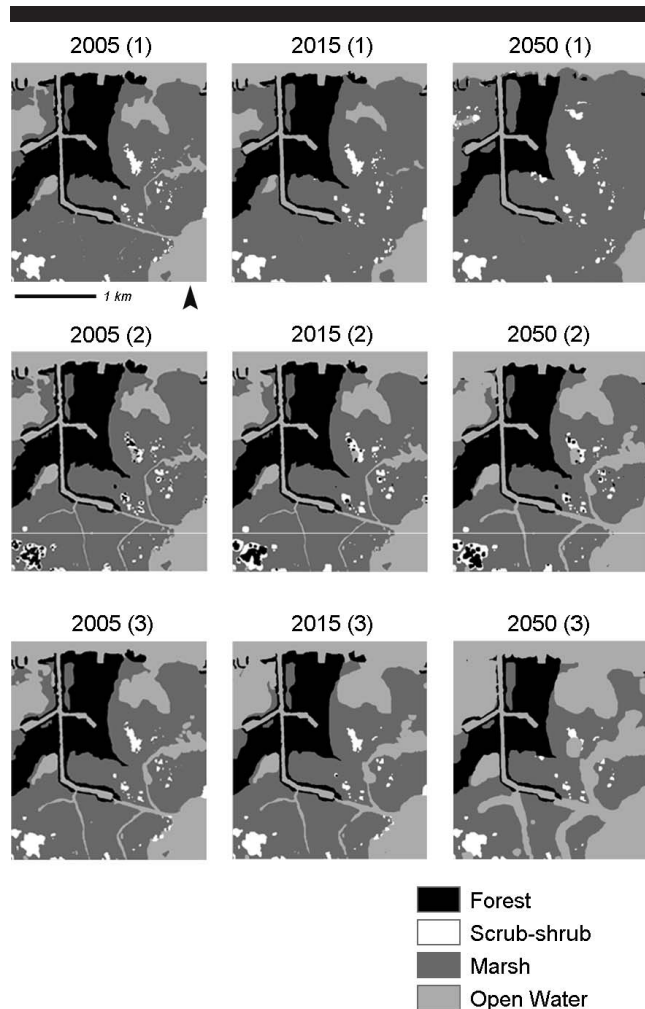 2005 (1) 2015 (1) 2050 (1)
1 km
2005 (2) 2015 (2) 2050 (2)
2005 (3) 2015 (3) 2050 (3)
Forest
Scrub-shrub
Marsh
Open Water